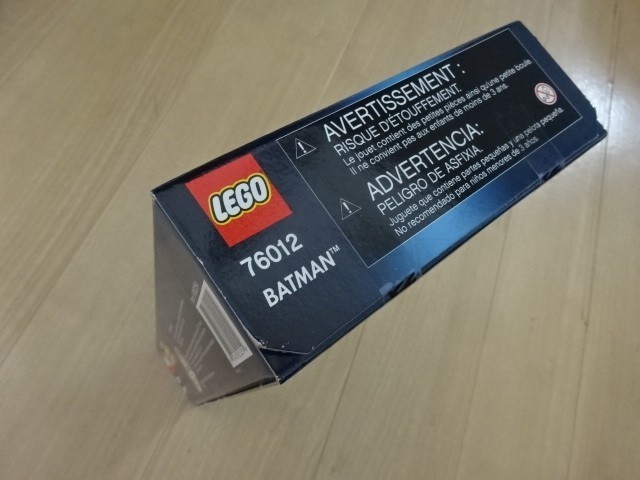 LEGO
76012
BATMAN™
AVERTISSEMENT :
RISQUE D'ÉTOUFFEMENT.
Le jouet contient des petites pièces ainsi qu'une petite boule.
Il ne convient pas aux enfants de moins de 3 ans.
ADVERTENCIA:
PELIGRO DE ASFIXIA.
Juguete que contiene partes pequeñas y una pelota pequeña.
No recomendado para niños menores de 3 años.